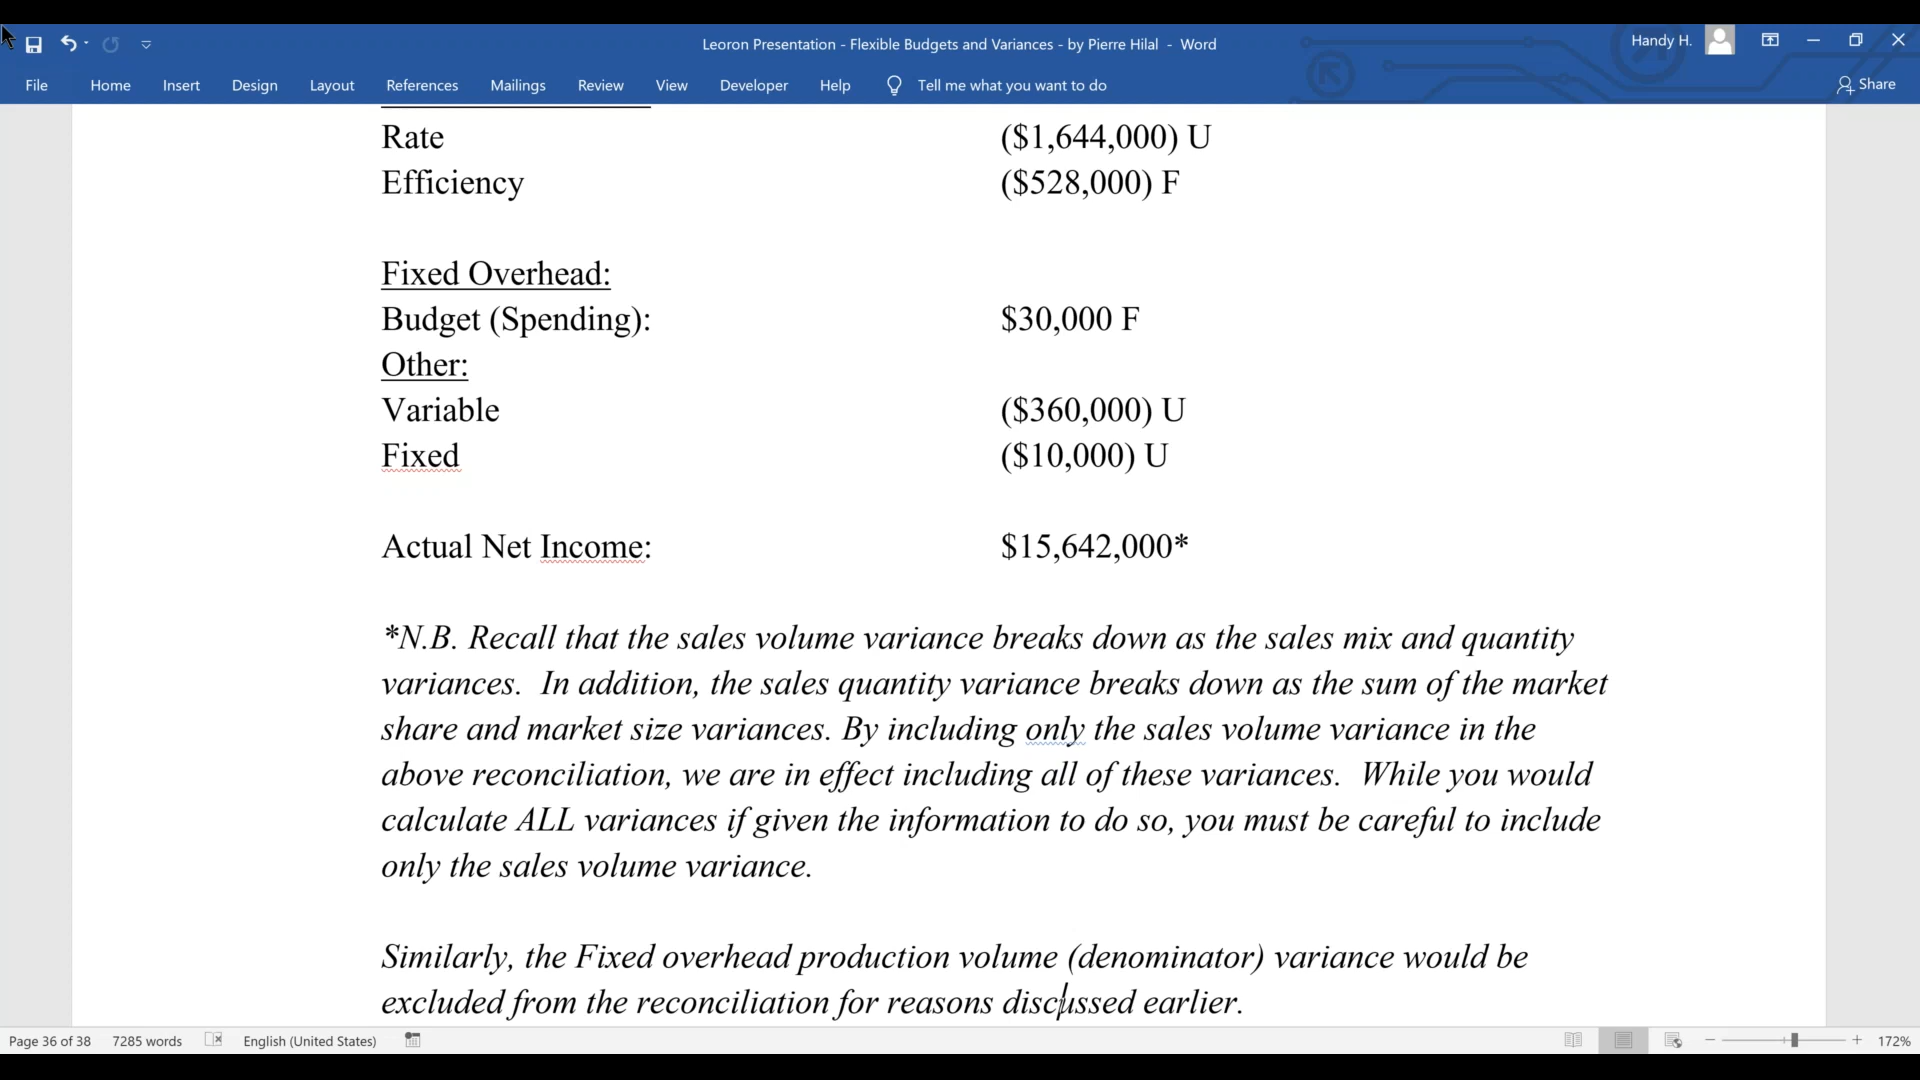 Leoron Presentation - Flexible Budgets and Variances - by Pierre Hilal - Word
Handy H.
File Home Insert Design Layout References Mailings Review View Developer Help Tell me what you want to do Share
Rate ($1,644,000) U
Efficiency ($528,000) F
Fixed Overhead:
Budget (Spending): $30,000 F
Other:
Variable ($360,000) U
Fixed ($10,000) U
Actual Net Income: $15,642,000*
*N.B. Recall that the sales volume variance breaks down as the sales mix and quantity
variances. In addition, the sales quantity variance breaks down as the sum of the market
share and market size variances. By including only the sales volume variance in the
above reconciliation, we are in effect including all of these variances. While you would
calculate ALL variances if given the information to do so, you must be careful to include
only the sales volume variance.
Similarly, the Fixed overhead production volume (denominator) variance would be
excluded from the reconciliation for reasons discussed earlier.
Page 36 of 38 7285 words English (United States) 172%